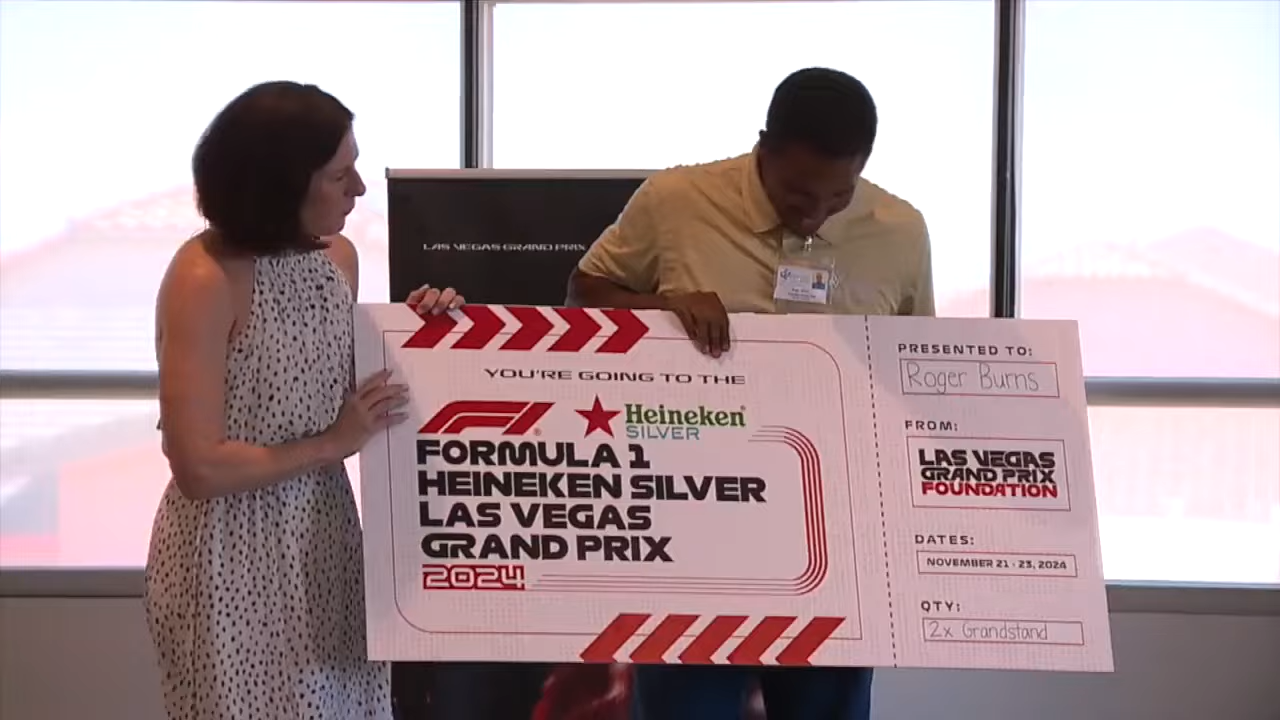 LAS VEGAS GRAND PRIX
YOU'RE GOING TO THE
F1
Heineken
SILVER
FORMULA 1
HEINEKEN SILVER
LAS VEGAS
GRAND PRIX
2024
PRESENTED TO:
Roger Burns
FROM:
LAS VEGAS
GRAND PRIX
FOUNDATION
DATES:
NOVEMBER 21 - 23, 2024
QTY:
2x Grandstand